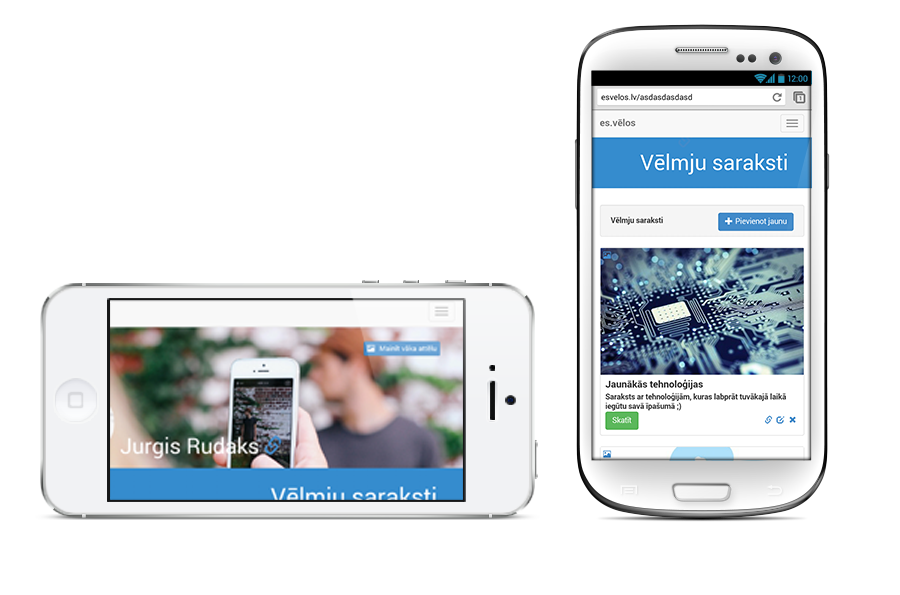 Mainīt vāka attēlu
Jurgis Rudaks
Vēlmju saraksti
12:00
esvelos.lv/asdasdasdasd
1
es.vēlos
Vēlmju saraksti
Vēlmju saraksti
Pievienot jaunu
Jaunākās tehnoloģijas
Saraksts ar tehnoloģijām, kuras labprāt tuvākajā laikā
iegūtu savā īpašumā ;)
Skatīt